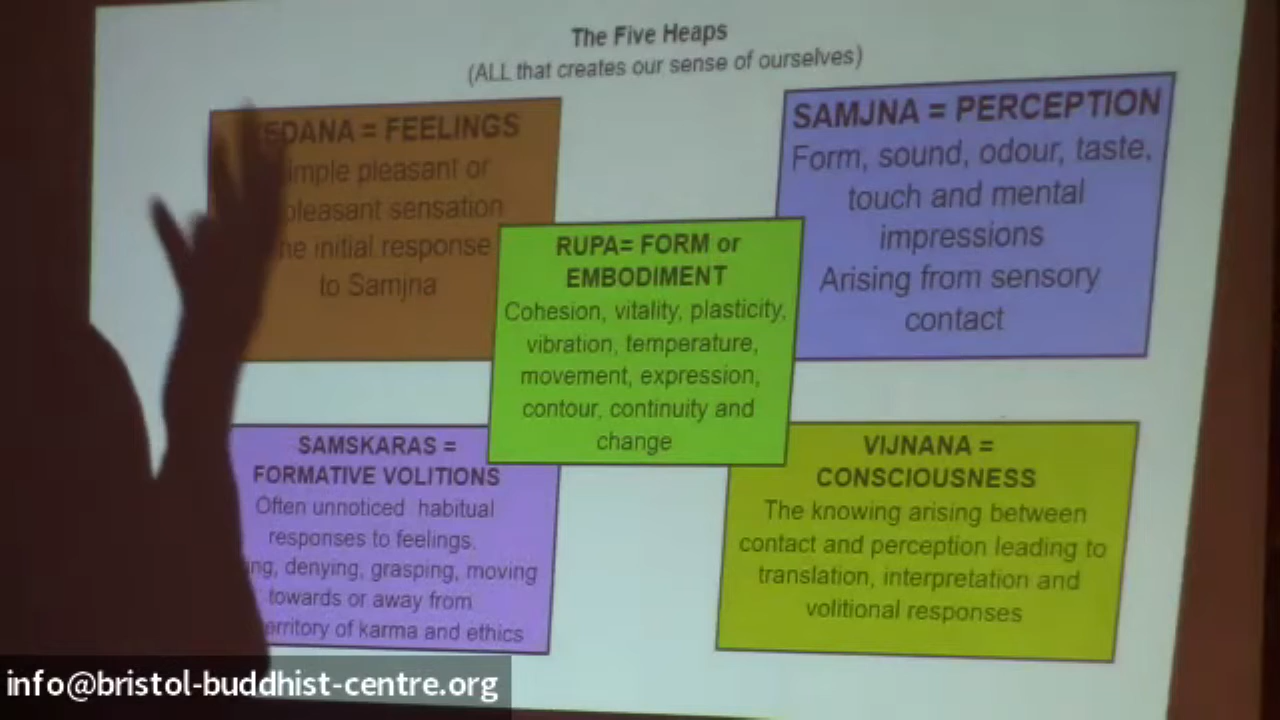 The Five Heaps
(ALL that creates our sense of ourselves)
EDANA = FEELINGS
imple pleasant or
pleasant sensation
he initial response
to Samjna
SAMJNA = PERCEPTION
Form, sound, odour, taste,
touch and mental
impressions
Arising from sensory
contact
RUPA= FORM or
EMBODIMENT
Cohesion, vitality, plasticity,
vibration, temperature,
movement, expression,
contour, continuity and
change
SAMSKARAS =
FORMATIVE VOLITIONS
Often unnoticed habitual
responses to feelings.
ng, denying, grasping, moving
towards or away from
erritory of karma and ethics
VIJNANA =
CONSCIOUSNESS
The knowing arising between
contact and perception leading to
translation, interpretation and
volitional responses
info@bristol-buddhist-centre.org